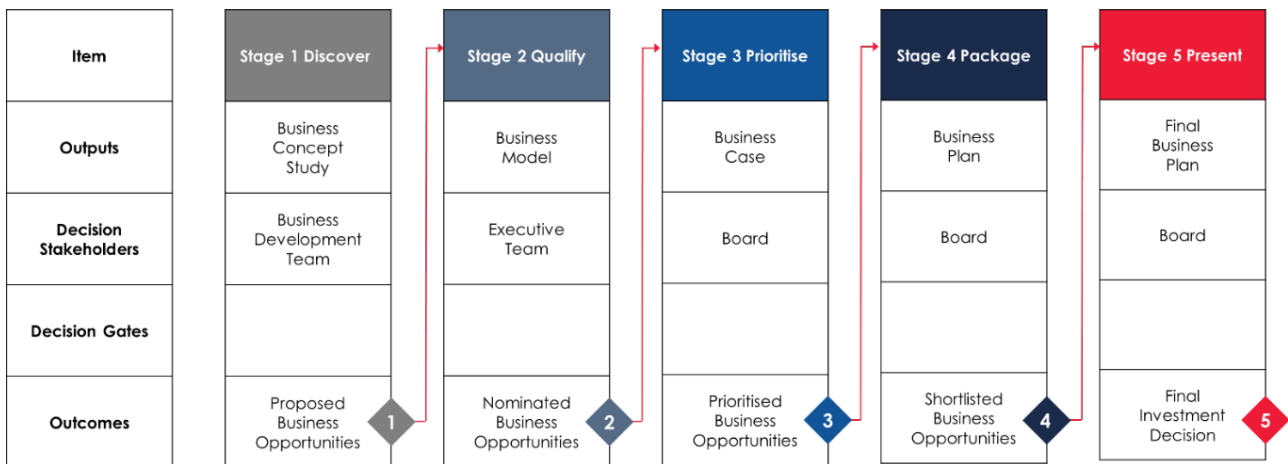 Item
Stage 1 Discover
Stage 2 Qualify
Stage 3 Prioritise
Stage 4 Package
Stage 5 Present
Outputs
Business
Concept
Study
Business
Model
Business
Case
Business
Plan
Final
Business
Plan
Decision
Stakeholders
Business
Development
Team
Executive
Team
Board
Board
Board
Decision Gates
Outcomes
Proposed
Business
Opportunities
1
Nominated
Business
Opportunities
2
Prioritised
Business
Opportunities
3
Shortlisted
Business
Opportunities
4
Final
Investment
Decision
5